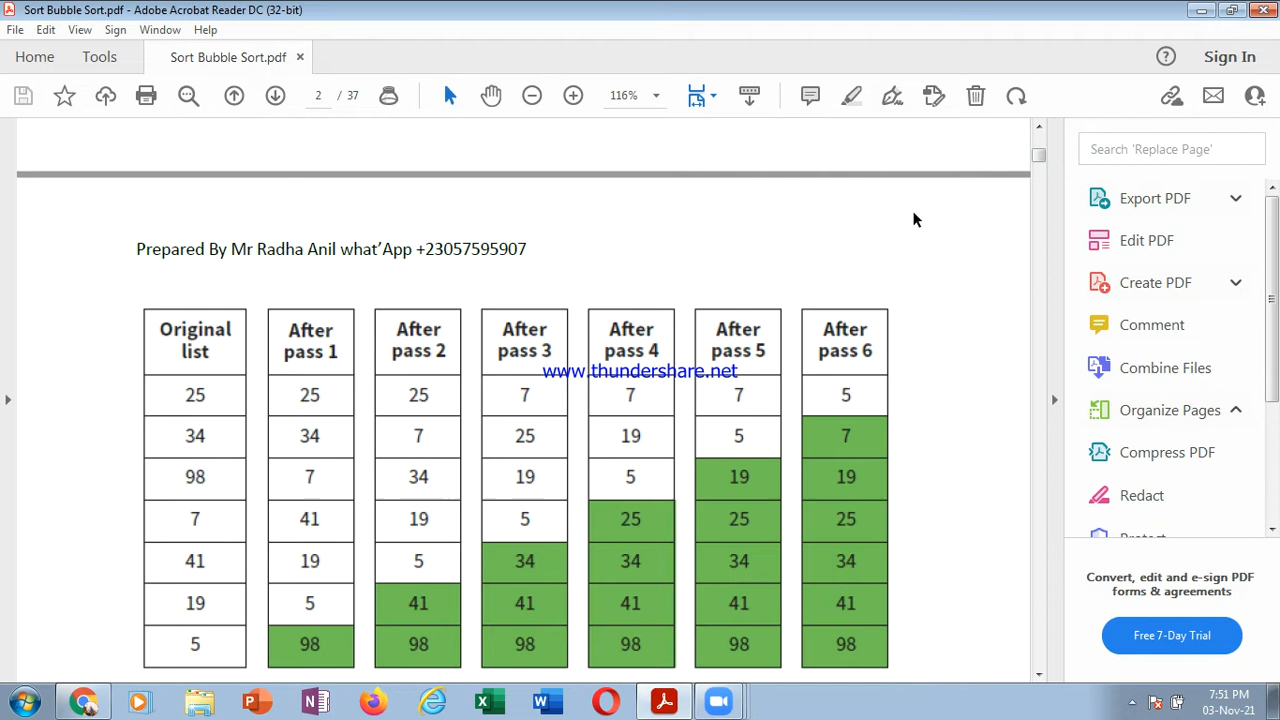 Sort Bubble Sort.pdf - Adobe Acrobat Reader DC (32-bit)
File Edit View Sign Window Help
Home Tools Sort Bubble Sort.pdf × Sign In
2 / 37 116%
Search 'Replace Page'
Export PDF
Edit PDF
Create PDF
Comment
Combine Files
Organize Pages
Compress PDF
Redact
Convert, edit and e-sign PDF
forms & agreements
Free 7-Day Trial
Prepared By Mr Radha Anil what'App +23057595907
Original list After pass 1 After pass 2 After pass 3 After pass 4 After pass 5 After pass 6
www.thundershare.net
25 25 25 7 7 7 5
34 34 7 25 19 5 7
98 7 34 19 5 19 19
7 41 19 5 25 25 25
41 19 5 34 34 34 34
19 5 41 41 41 41 41
5 98 98 98 98 98 98
7:51 PM
03-Nov-21